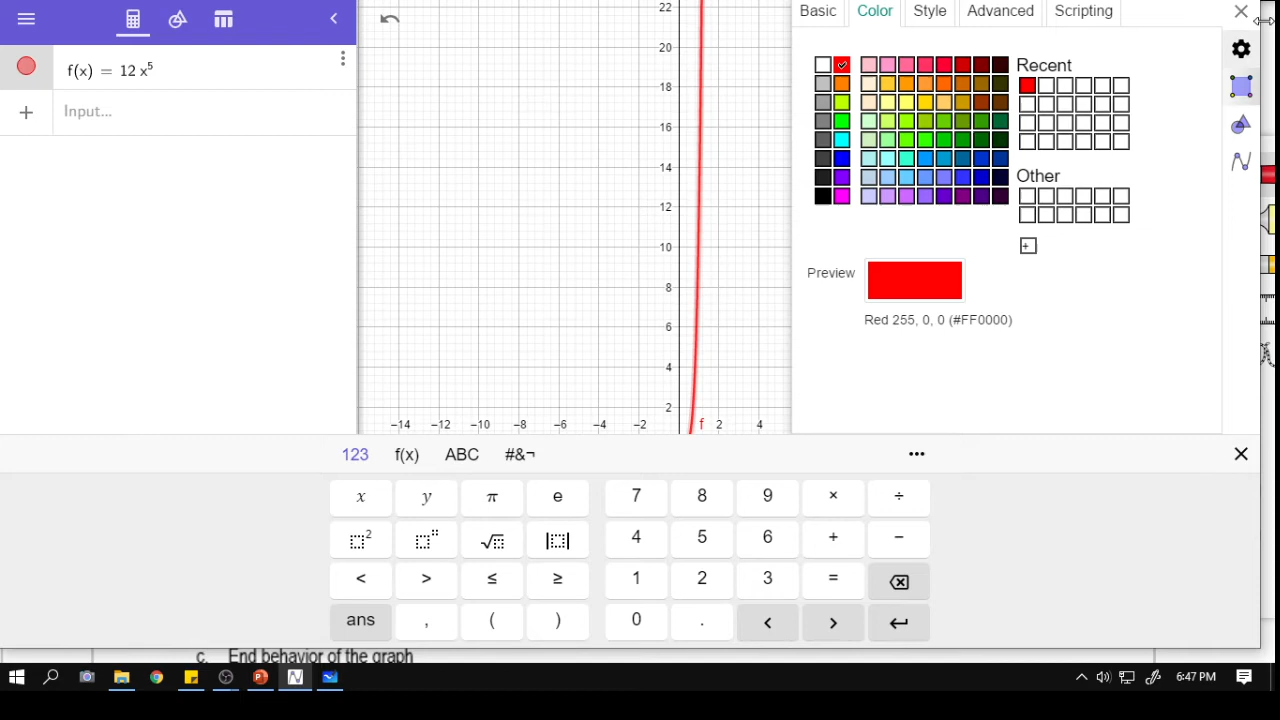 Basic Color Style Advanced Scripting
f(x) = 12 x⁵
Input...
22
20
18
16
14
12
10
8
6
4
2
−14 −12 −10 −8 −6 −4 −2 f 2 4
Recent
Other
+
Preview
Red 255, 0, 0 (#FF0000)
123 f(x) ABC #&¬
x y π e 7 8 9 × ÷
2 √ 4 5 6 + −
< > ≤ ≥ 1 2 3 =
ans , ( ) 0 . < >
c. End behavior of the graph
6:47 PM